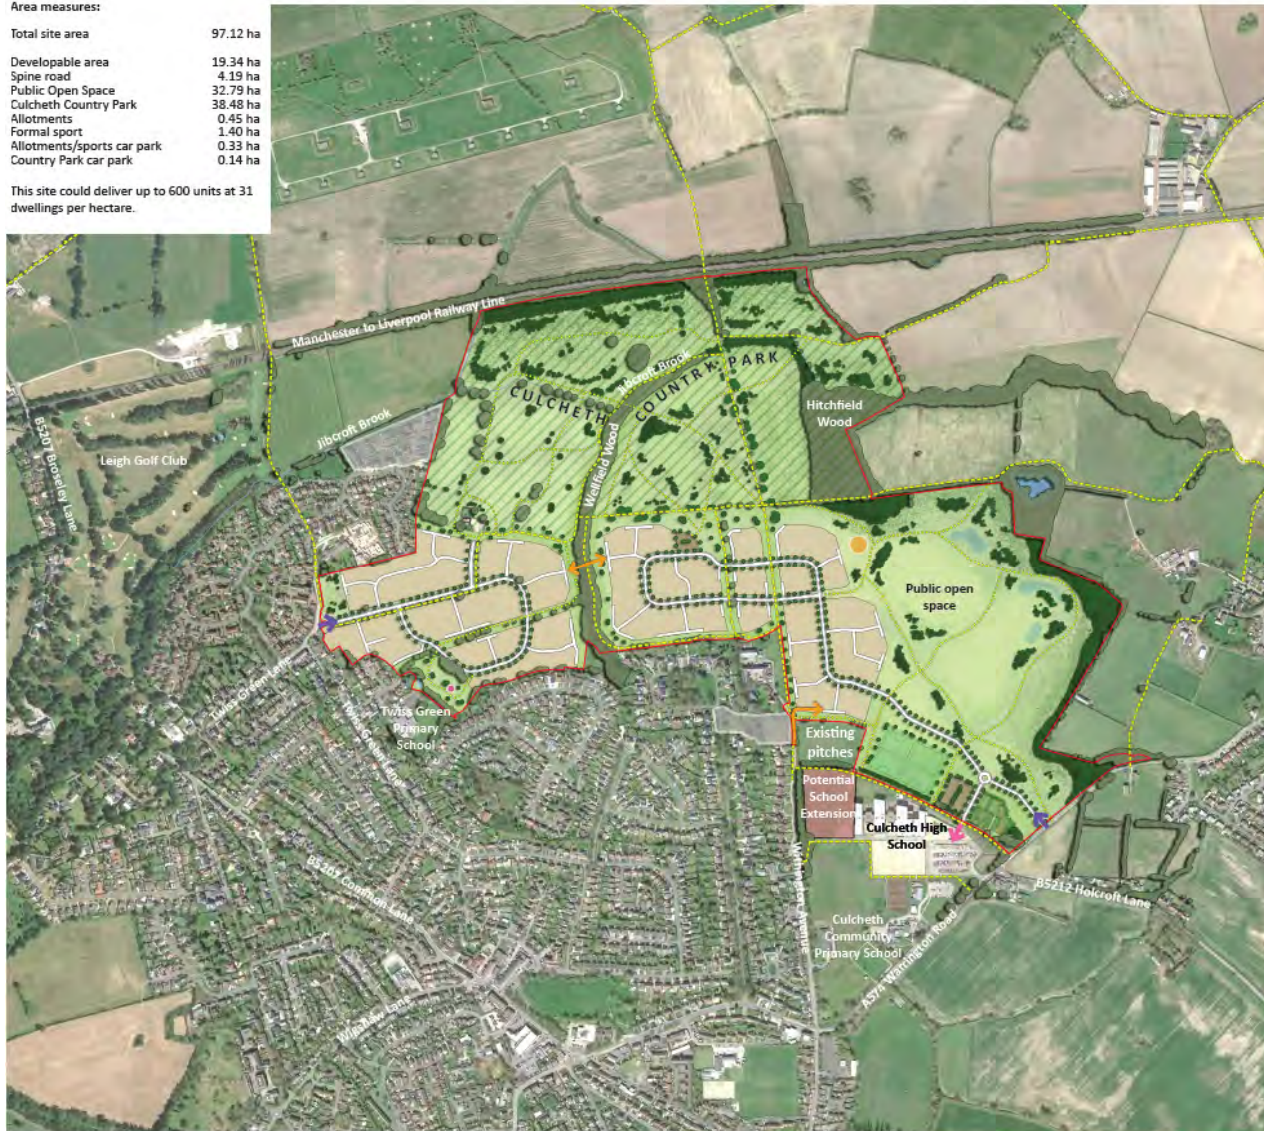 Area measures:
Total site area 97.12 ha
Developable area 19.34 ha
Spine road 4.19 ha
Public Open Space 32.79 ha
Culcheth Country Park 38.48 ha
Allotments 0.45 ha
Formal sport 1.40 ha
Allotments/sports car park 0.33 ha
Country Park car park 0.14 ha
This site could deliver up to 600 units at 31
dwellings per hectare.
Manchester to Liverpool Railway Line
Jibcroft Brook
CULCHETH COUNTRY PARK
Jibcroft Brook
Hitchfield
Wood
B5207 Broseley Lane
Leigh Golf Club
Wellfield Wood
Public open
space
Twiss Green Lane
Twiss Green Lane
Twiss Green
Primary
School
Existing
pitches
Potential
School
Extension
Culcheth High
School
B5207 Common Lane
Withington Avenue
B5212 Holcroft Lane
Culcheth
Community
Primary School
A574 Warrington Road
Wigshaw Lane